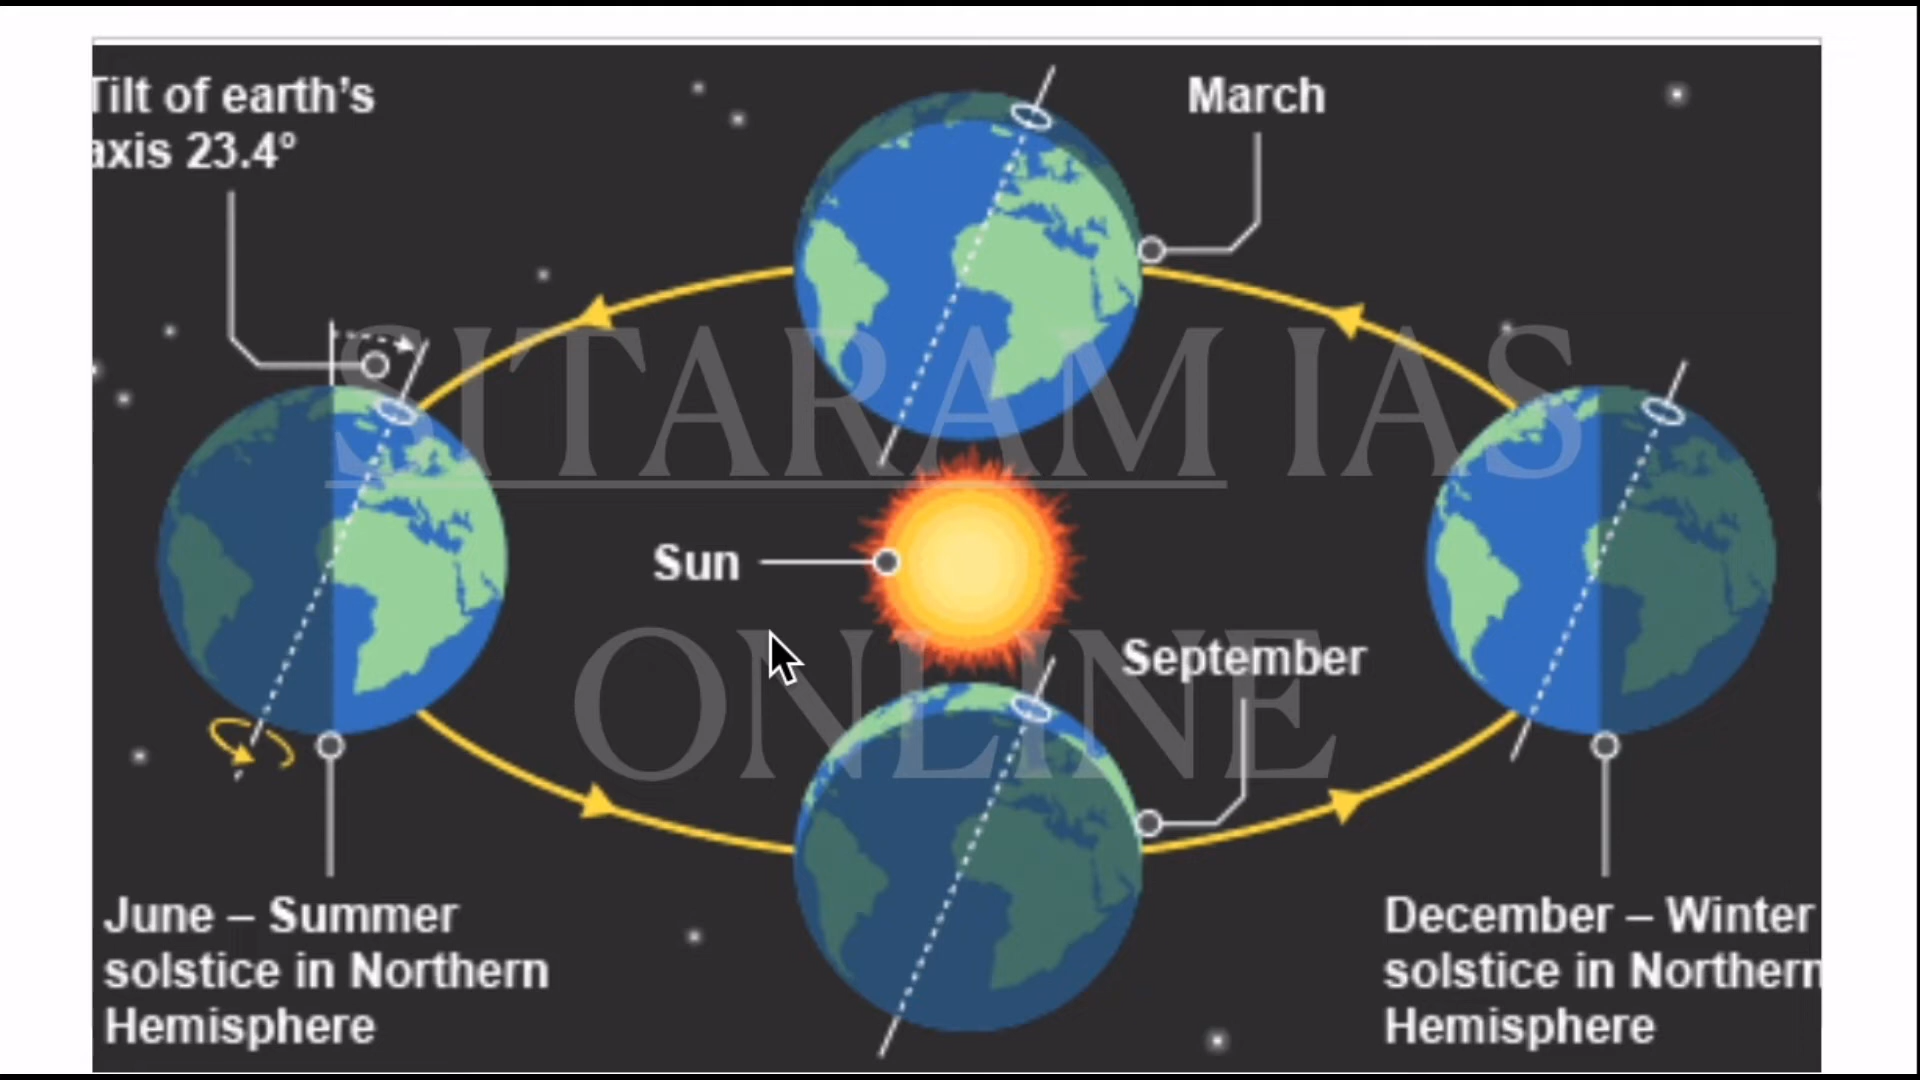 Tilt of earth's
axis 23.4°
March
SITARAM IAS
Sun
ONLINE
September
June – Summer
solstice in Northern
Hemisphere
December – Winter
solstice in Northern
Hemisphere